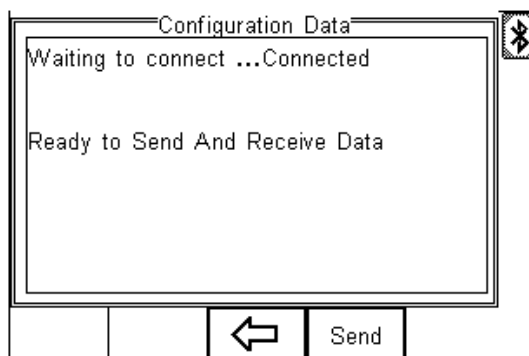 Configuration Data
Waiting to connect ...Connected
Ready to Send And Receive Data
Send